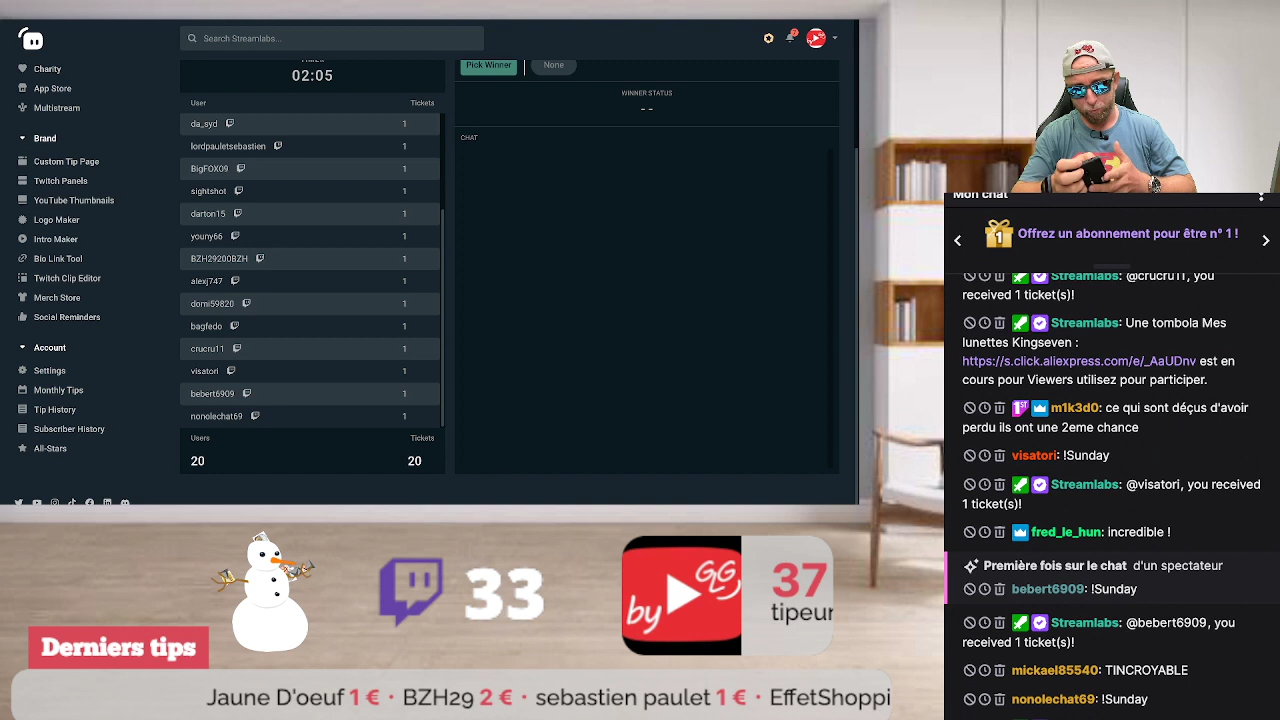 Search Streamlabs...
7
Charity
App Store
Multistream
Brand
Custom Tip Page
Twitch Panels
YouTube Thumbnails
Logo Maker
Intro Maker
Bio Link Tool
Twitch Clip Editor
Merch Store
Social Reminders
Account
Settings
Monthly Tips
Tip History
Subscriber History
All-Stars
02:05
User Tickets
da_syd 1
lordpauletsebastien 1
BigFOX09 1
sightshot 1
darton15 1
youny66 1
BZH29200BZH 1
alexj747 1
domi59820 1
bagfedo 1
crucru11 1
visatori 1
bebert6909 1
nonolechat69 1
Users Tickets
20 20
Pick Winner None
WINNER STATUS
- -
CHAT
Mon chat
1 Offrez un abonnement pour être n° 1 !
Streamlabs: @crucru11, you
received 1 ticket(s)!
Streamlabs: Une tombola Mes
lunettes Kingseven :
https://s.click.aliexpress.com/e/_AaUDnv est en
cours pour Viewers utilisez pour participer.
1ST m1k3d0: ce qui sont déçus d'avoir
perdu ils ont une 2eme chance
visatori: !Sunday
Streamlabs: @visatori, you received
1 ticket(s)!
fred_le_hun: incredible !
Première fois sur le chat d'un spectateur
bebert6909: !Sunday
Streamlabs: @bebert6909, you
received 1 ticket(s)!
mickael85540: TINCROYABLE
nonolechat69: !Sunday
33
by GLG
37
tipeur
Derniers tips
Jaune D'oeuf 1 € · BZH29 2 € · sebastien paulet 1 € · EffetShoppi